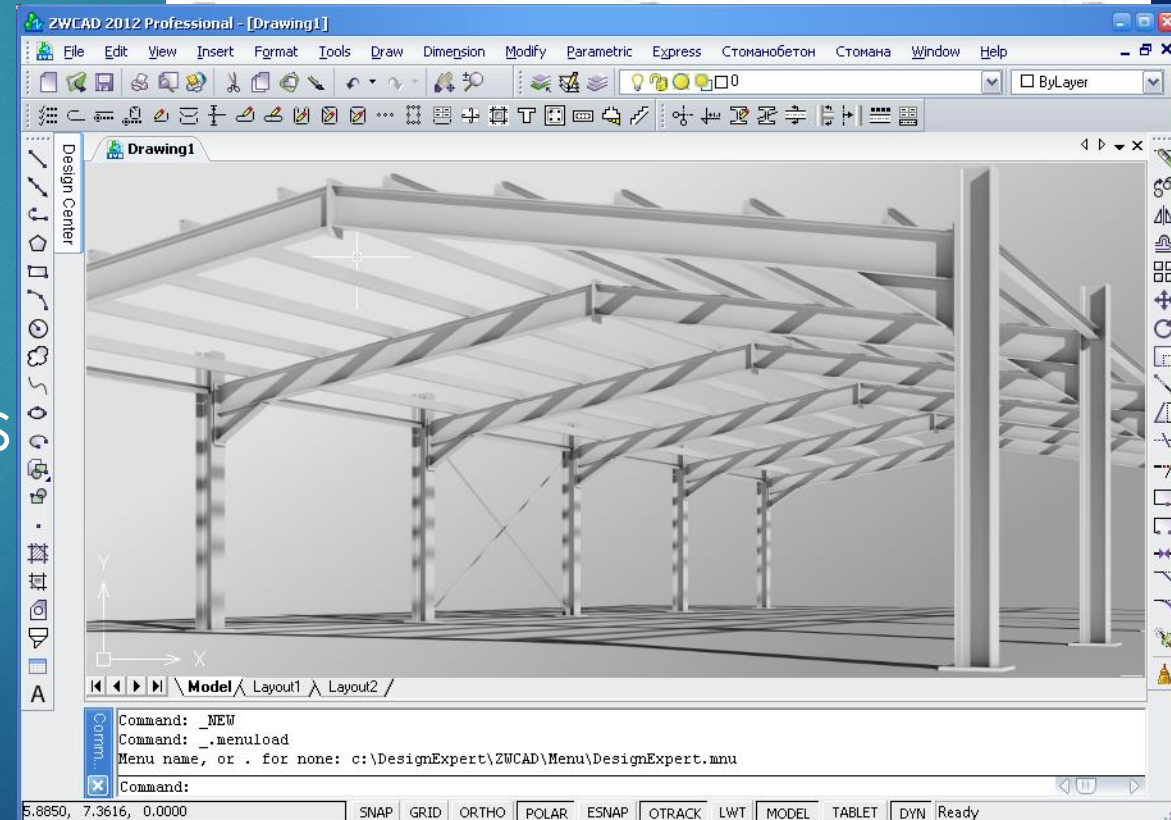 ZWCAD 2012 Professional - [Drawing1]
File Edit View Insert Format Tools Draw Dimension Modify Parametric Express Стоманобетон Стомана Window Help
0 ByLayer
Drawing1
Design Center
S
Y
X
Model Layout1 Layout2
Comm...
Command: _NEW
Command: _.menuload
Menu name, or . for none: c:\DesignExpert\ZWCAD\Menu\DesignExpert.mnu
Command:
5.8850, 7.3616, 0.0000 SNAP GRID ORTHO POLAR ESNAP OTRACK LWT MODEL TABLET DYN Ready